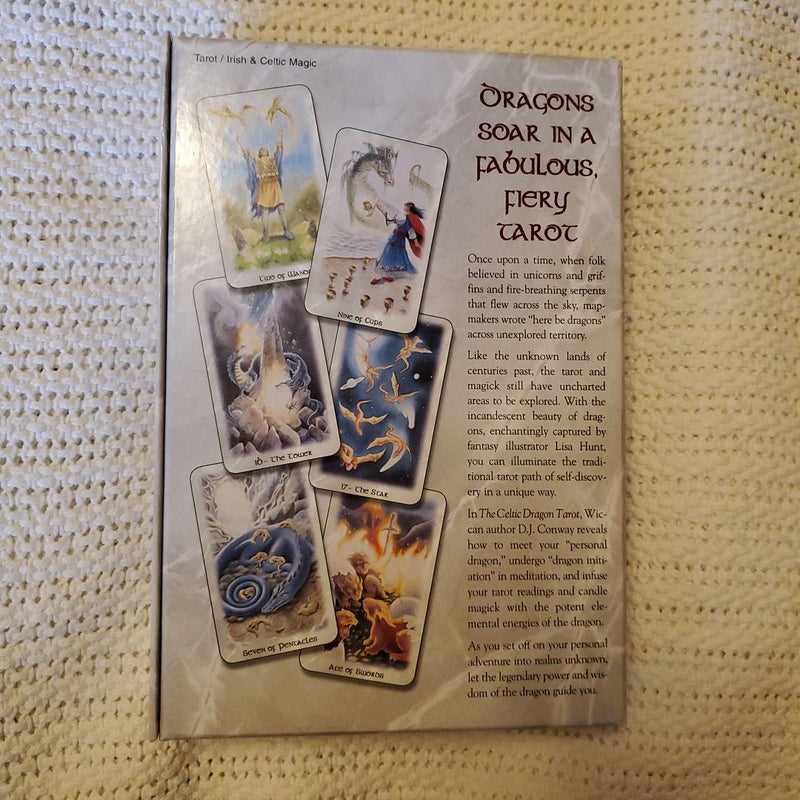 Tarot / Irish & Celtic Magic
Dragons
soar in a
fabulous,
fiery
tarot
Once upon a time, when folk
believed in unicorns and grif-
fins and fire-breathing serpents
that flew across the sky, map-
makers wrote "here be dragons"
across unexplored territory.
Like the unknown lands of
centuries past, the tarot and
magick still have uncharted
areas to be explored. With the
incandescent beauty of drag-
ons, enchantingly captured by
fantasy illustrator Lisa Hunt,
you can illuminate the tradi-
tional tarot path of self-discov-
ery in a unique way.
In The Celtic Dragon Tarot, Wic-
can author D.J. Conway reveals
how to meet your "personal
dragon," undergo "dragon initi-
ation" in meditation, and infuse
your tarot readings and candle
magick with the potent ele-
mental energies of the dragon.
As you set off on your personal
adventure into realms unknown,
let the legendary power and wis-
dom of the dragon guide you.
Two of Wands
Nine of Cups
16 - The Tower
17 - The Star
Seven of Pentacles
Ace of Swords